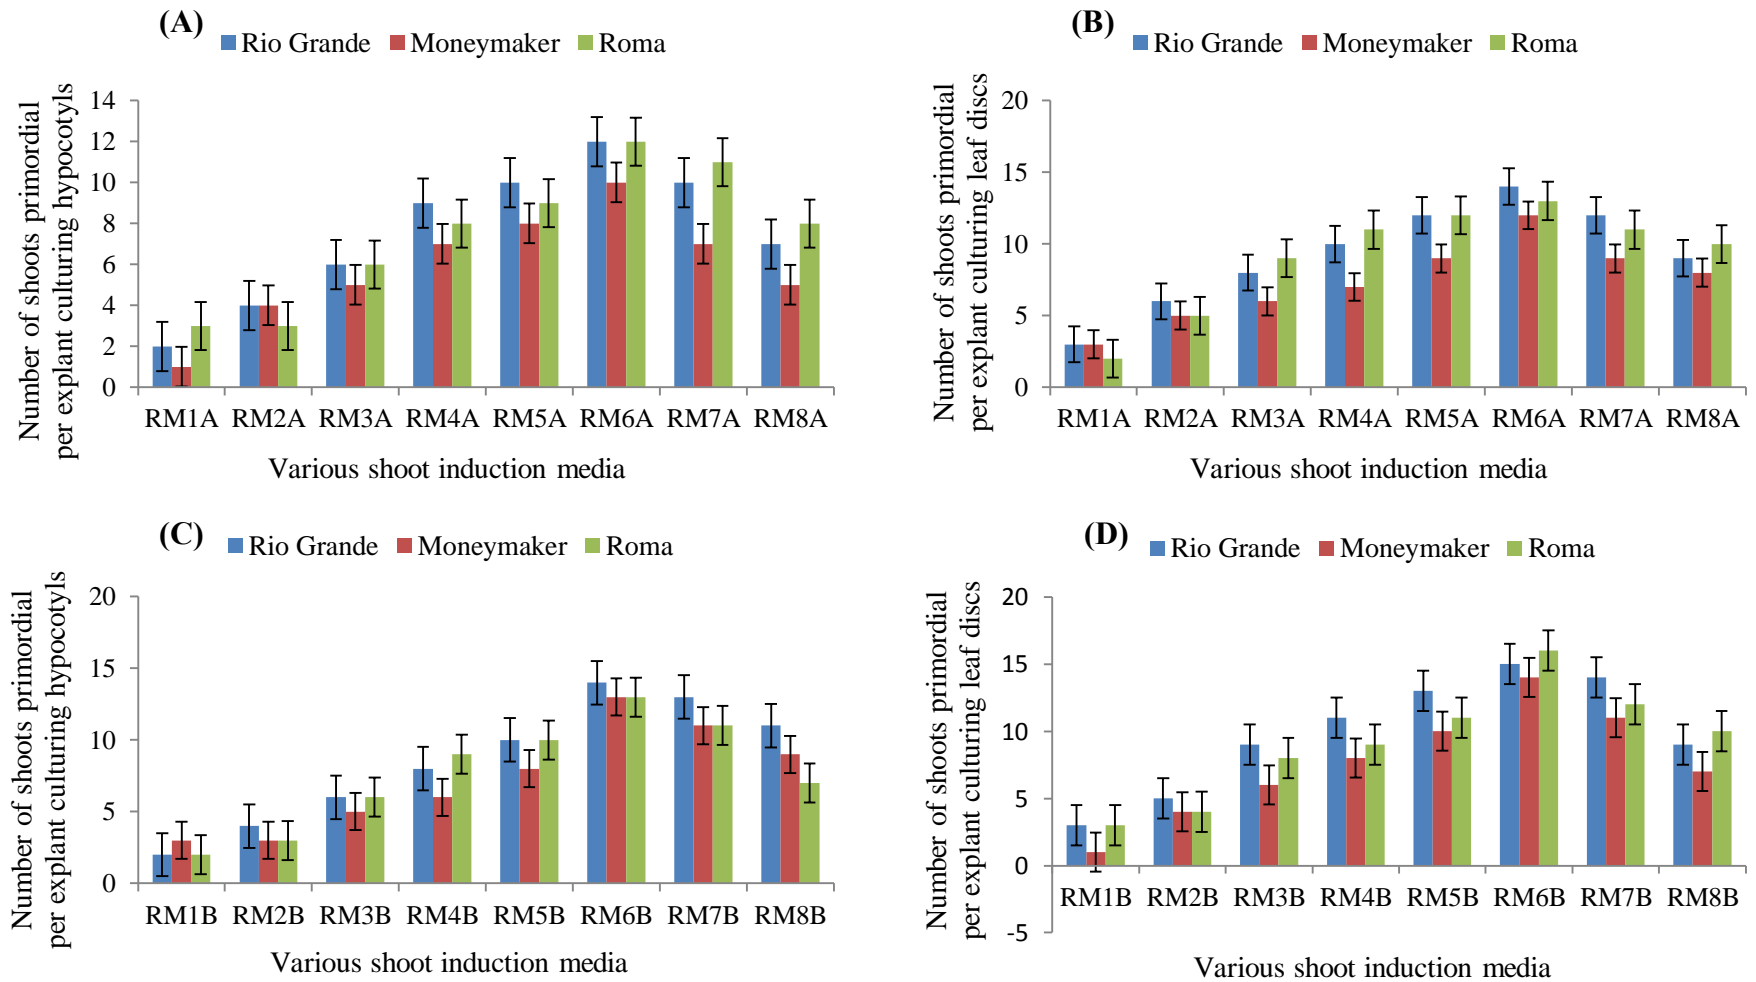 (A)
Rio Grande Moneymaker Roma
Number of shoots primordial
per explant culturing hypocotyls
14
12
10
8
6
4
2
0
RM1A RM2A RM3A RM4A RM5A RM6A RM7A RM8A
Various shoot induction media
(B)
Rio Grande Moneymaker Roma
Number of shoots primordial
per explant culturing leaf discs
20
15
10
5
0
RM1A RM2A RM3A RM4A RM5A RM6A RM7A RM8A
Various shoot induction media
(C)
Rio Grande Moneymaker Roma
Number of shoots primordial
per explant culturing hypocotyls
20
15
10
5
0
RM1B RM2B RM3B RM4B RM5B RM6B RM7B RM8B
Various shoot induction media
(D)
Rio Grande Moneymaker Roma
Number of shoots primordial
per explant culturing leaf discs
20
15
10
5
0
-5
RM1B RM2B RM3B RM4B RM5B RM6B RM7B RM8B
Various shoot induction media